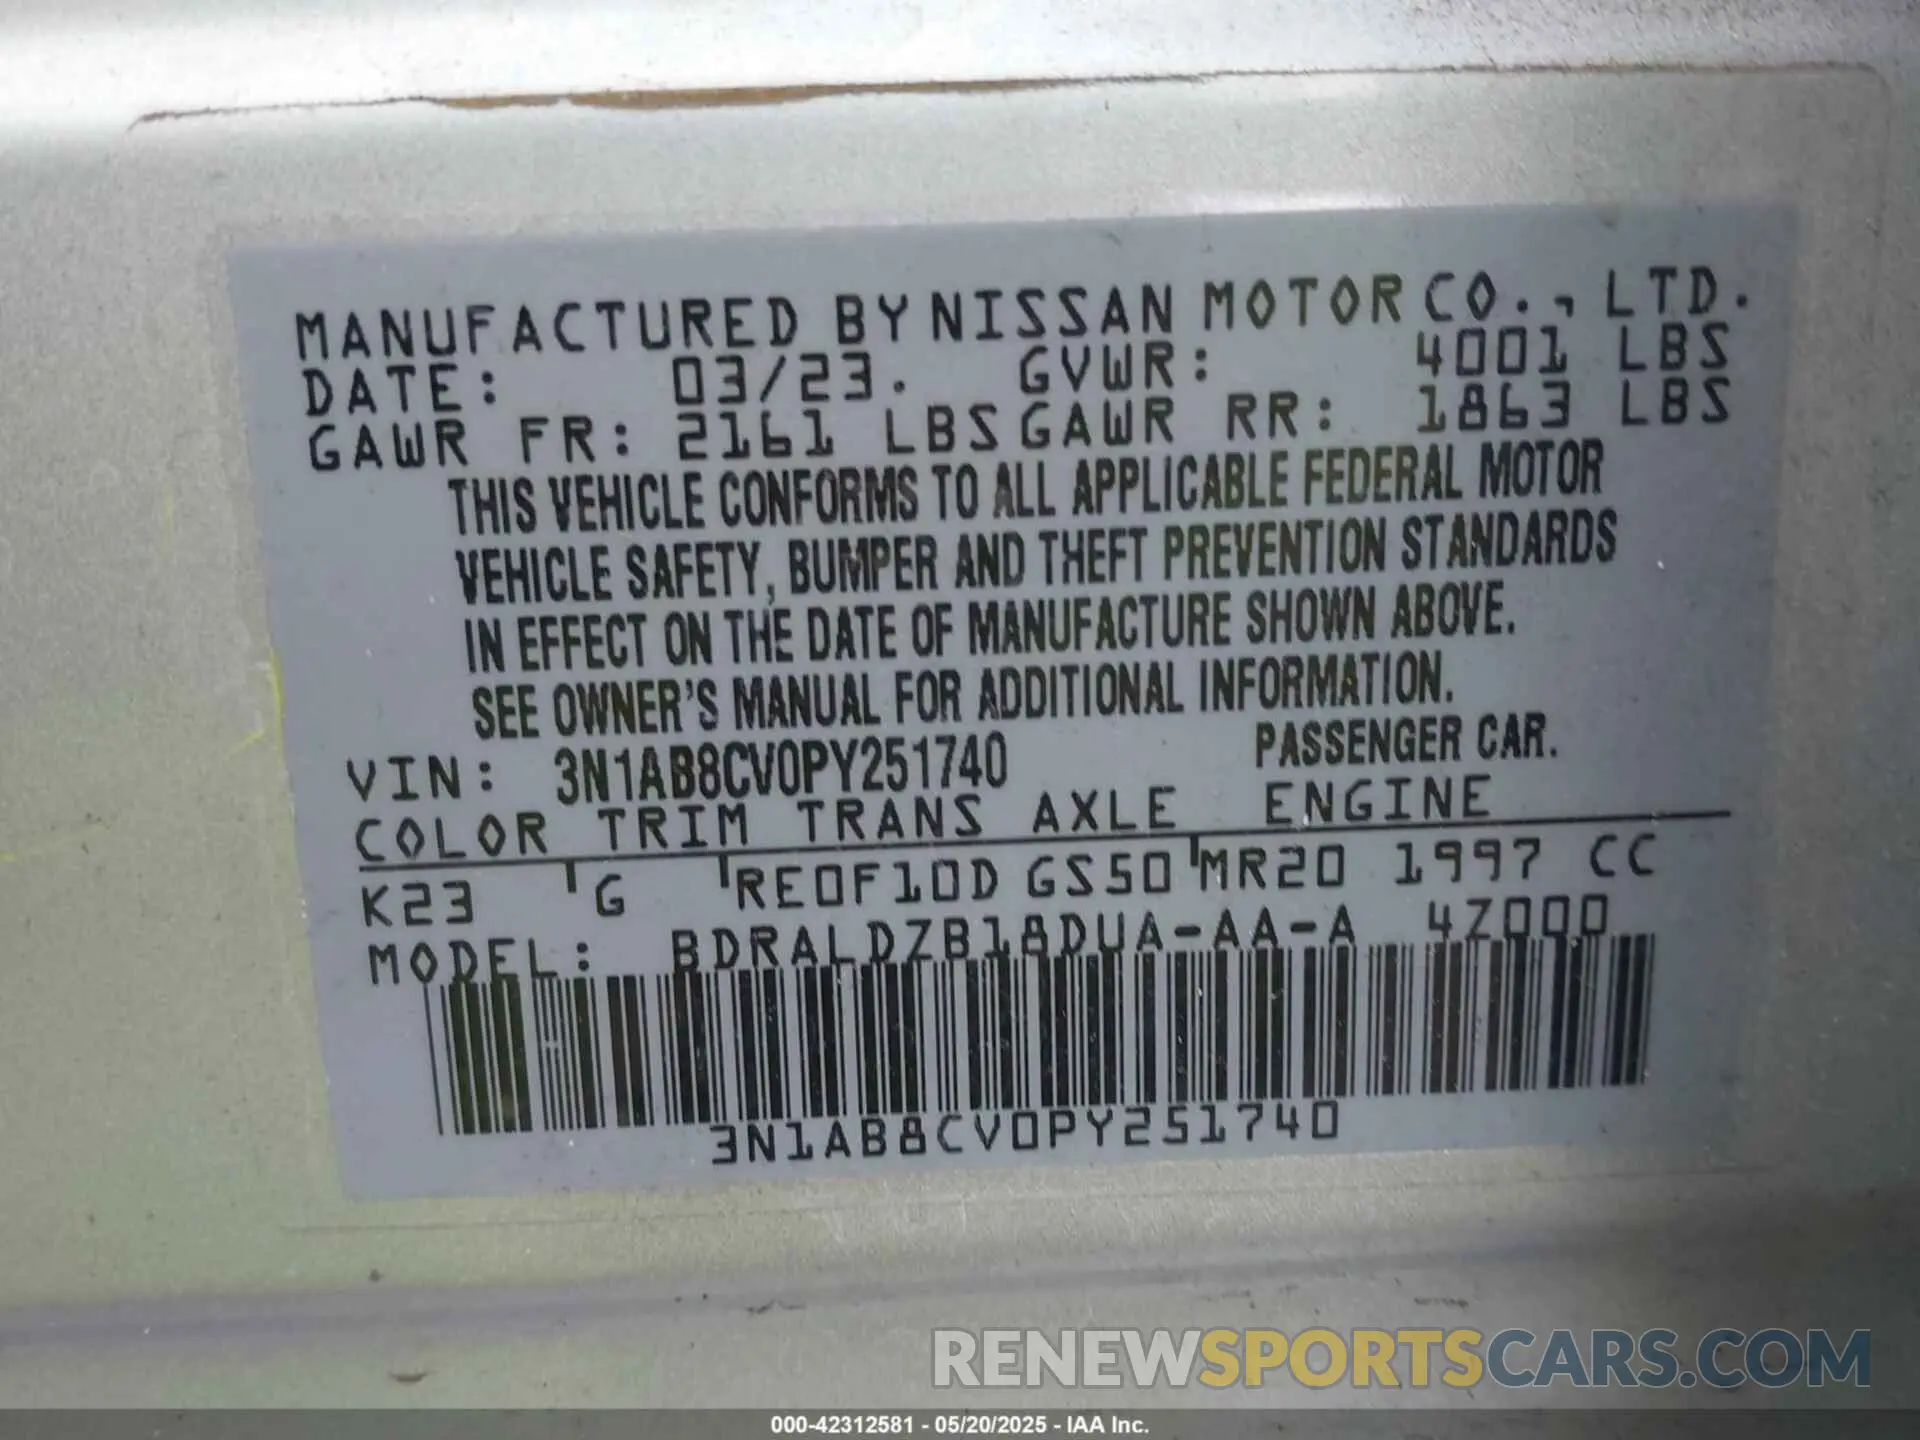 MANUFACTURED BY NISSAN MOTOR CO., LTD.
DATE: 03/23. GVWR: 4001 LBS
GAWR FR: 2161 LBS GAWR RR: 1863 LBS
THIS VEHICLE CONFORMS TO ALL APPLICABLE FEDERAL MOTOR
VEHICLE SAFETY, BUMPER AND THEFT PREVENTION STANDARDS
IN EFFECT ON THE DATE OF MANUFACTURE SHOWN ABOVE.
SEE OWNER'S MANUAL FOR ADDITIONAL INFORMATION.
VIN: 3N1AB8CV0PY251740 PASSENGER CAR.
COLOR TRIM TRANS AXLE ENGINE
K23 G RE0F10D GS50 MR20 1997 CC
MODEL: BDRALDZB18DUA-AA-A 4Z000
3N1AB8CV0PY251740
RENEWSPORTSCARS.COM
000-42312581 - 05/20/2025 - IAA Inc.